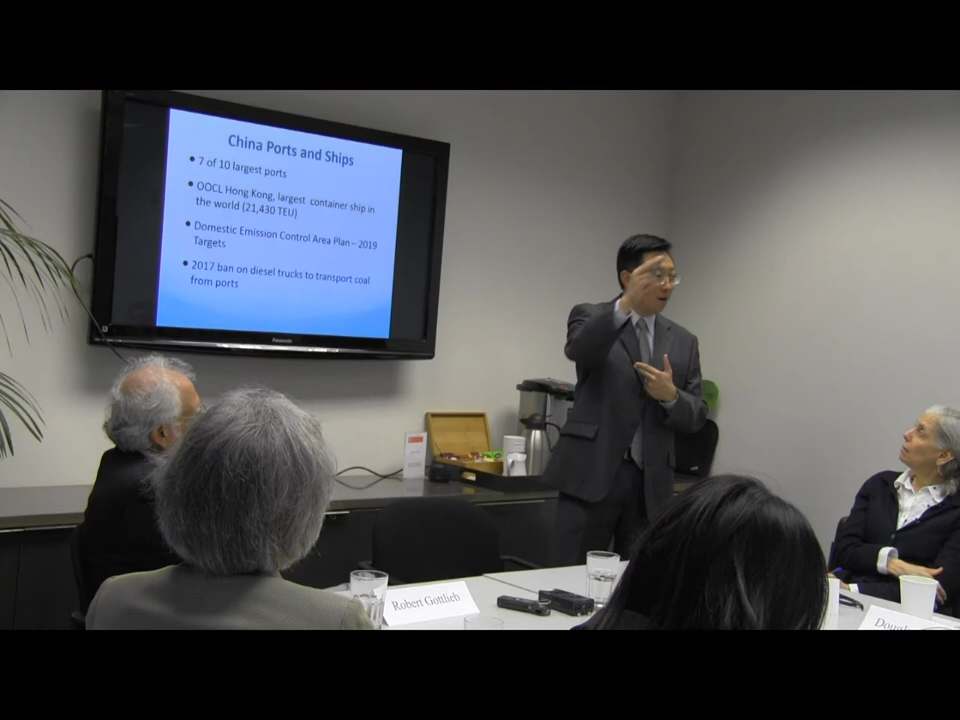 China Ports and Ships
• 7 of 10 largest ports
• OOCL Hong Kong, largest container ship in
the world (21,430 TEU)
• Domestic Emission Control Area Plan – 2019
Targets
• 2017 ban on diesel trucks to transport coal
from ports
Panasonic
Robert Gottlieb